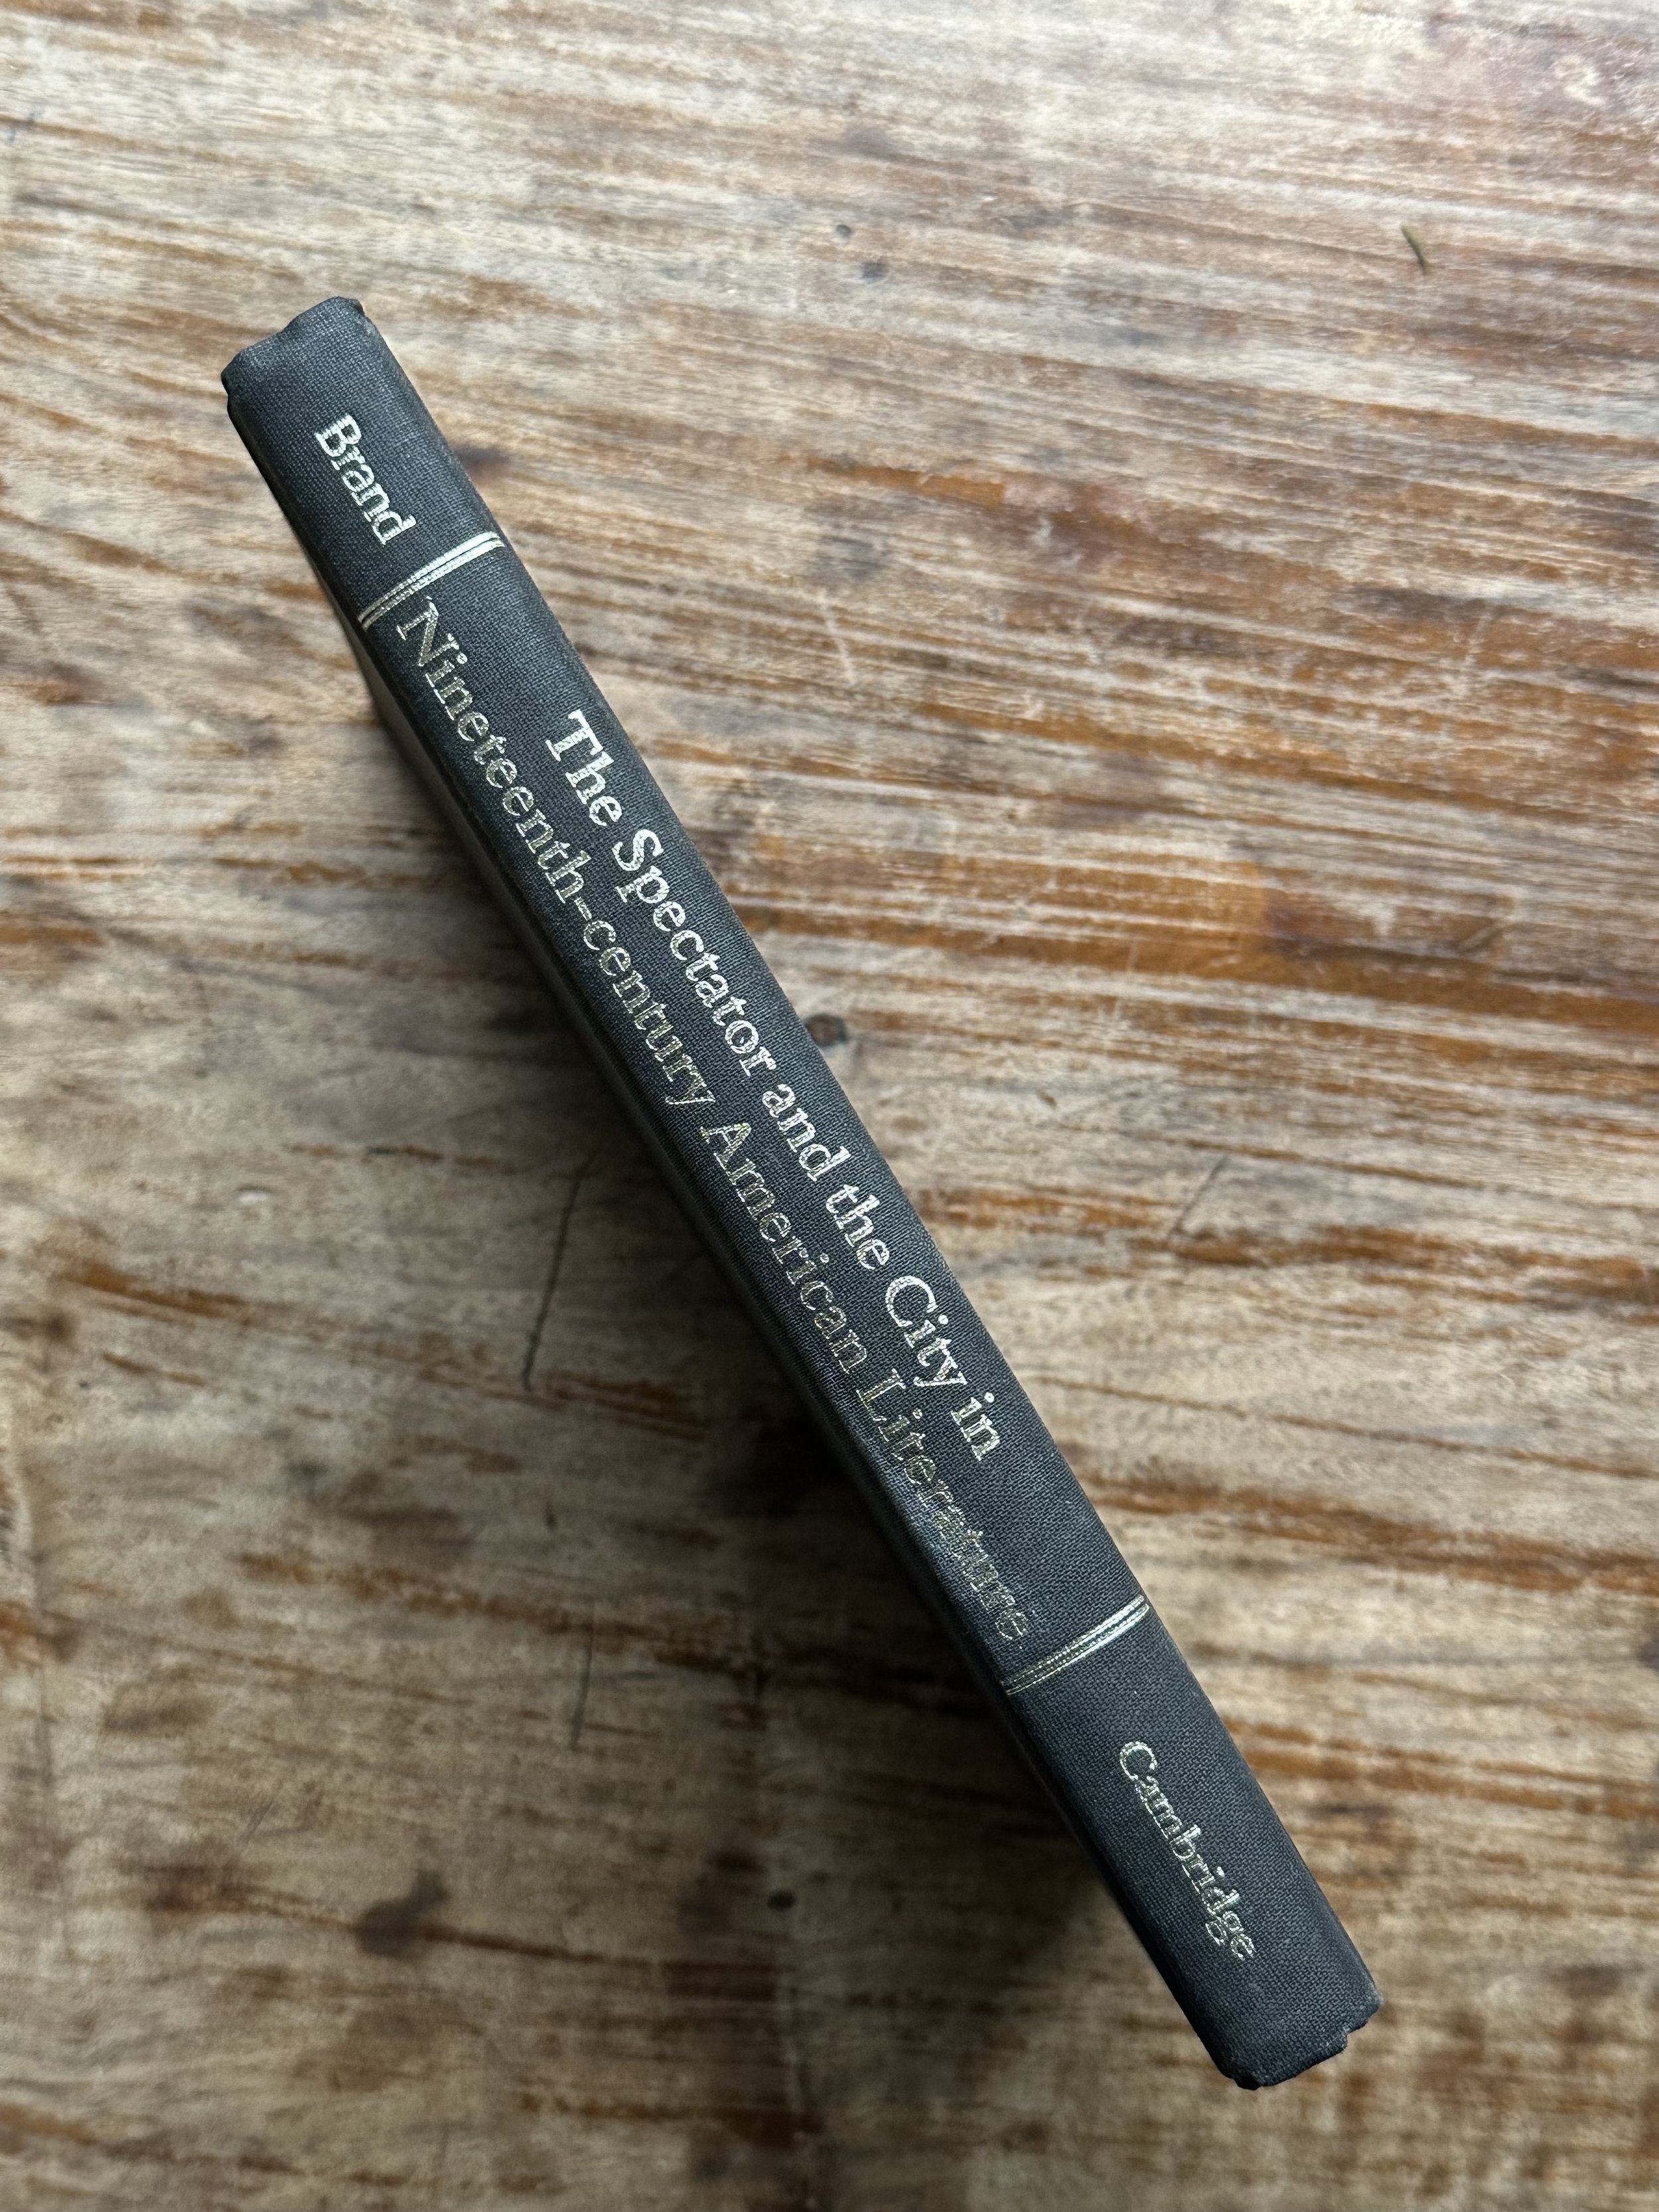 Brand
The Spectator and the City in
Nineteenth-century American Literature
Cambridge